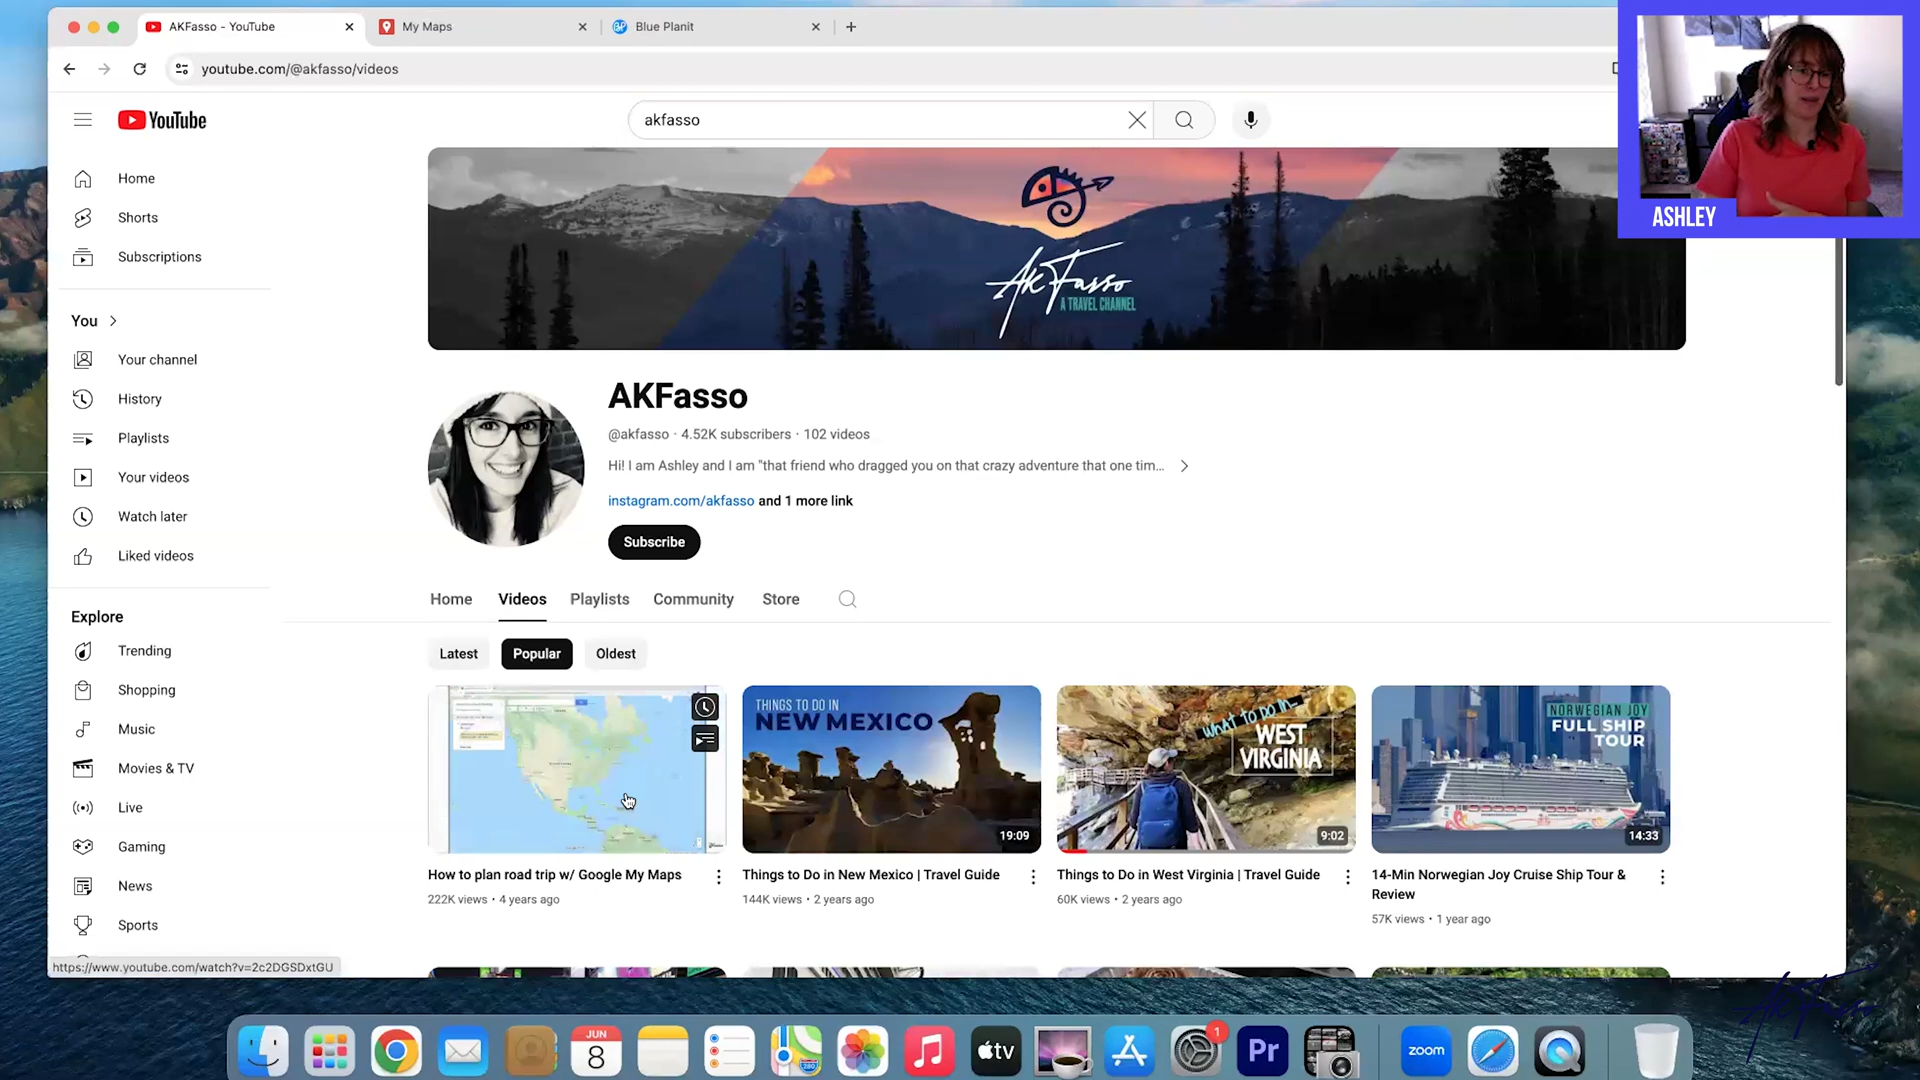 AKFasso - YouTube
My Maps
Blue Planit
youtube.com/@akfasso/videos
YouTube
akfasso
ASHLEY
Home
Shorts
Subscriptions
You
Your channel
History
Playlists
Your videos
Watch later
Liked videos
Explore
Trending
Shopping
Music
Movies & TV
Live
Gaming
News
Sports
AkFasso
A TRAVEL CHANNEL
AKFasso
@akfasso · 4.52K subscribers · 102 videos
Hi! I am Ashley and I am "that friend who dragged you on that crazy adventure that one tim...
instagram.com/akfasso and 1 more link
Subscribe
Home
Videos
Playlists
Community
Store
Latest
Popular
Oldest
THINGS TO DO IN
NEW MEXICO
19:09
WHAT TO DO IN...
WEST
VIRGINIA
9:02
NORWEGIAN JOY
FULL SHIP
TOUR
14:33
How to plan road trip w/ Google My Maps
222K views • 4 years ago
Things to Do in New Mexico | Travel Guide
144K views • 2 years ago
Things to Do in West Virginia | Travel Guide
60K views • 2 years ago
14-Min Norwegian Joy Cruise Ship Tour &
Review
57K views • 1 year ago
https://www.youtube.com/watch?v=2c2DGSDxtGU
AkFasso
JUN
8
tv
1
Pr
zoom